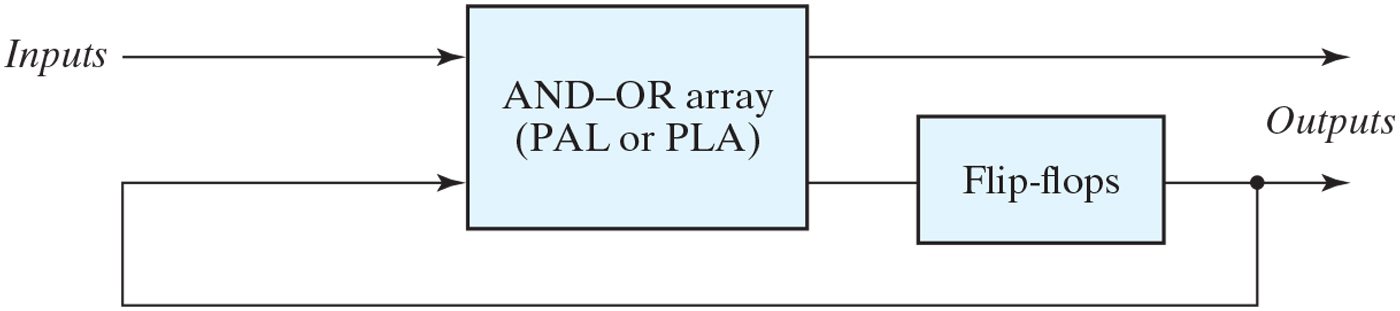 Inputs
AND–OR array
(PAL or PLA)
Outputs
Flip-flops